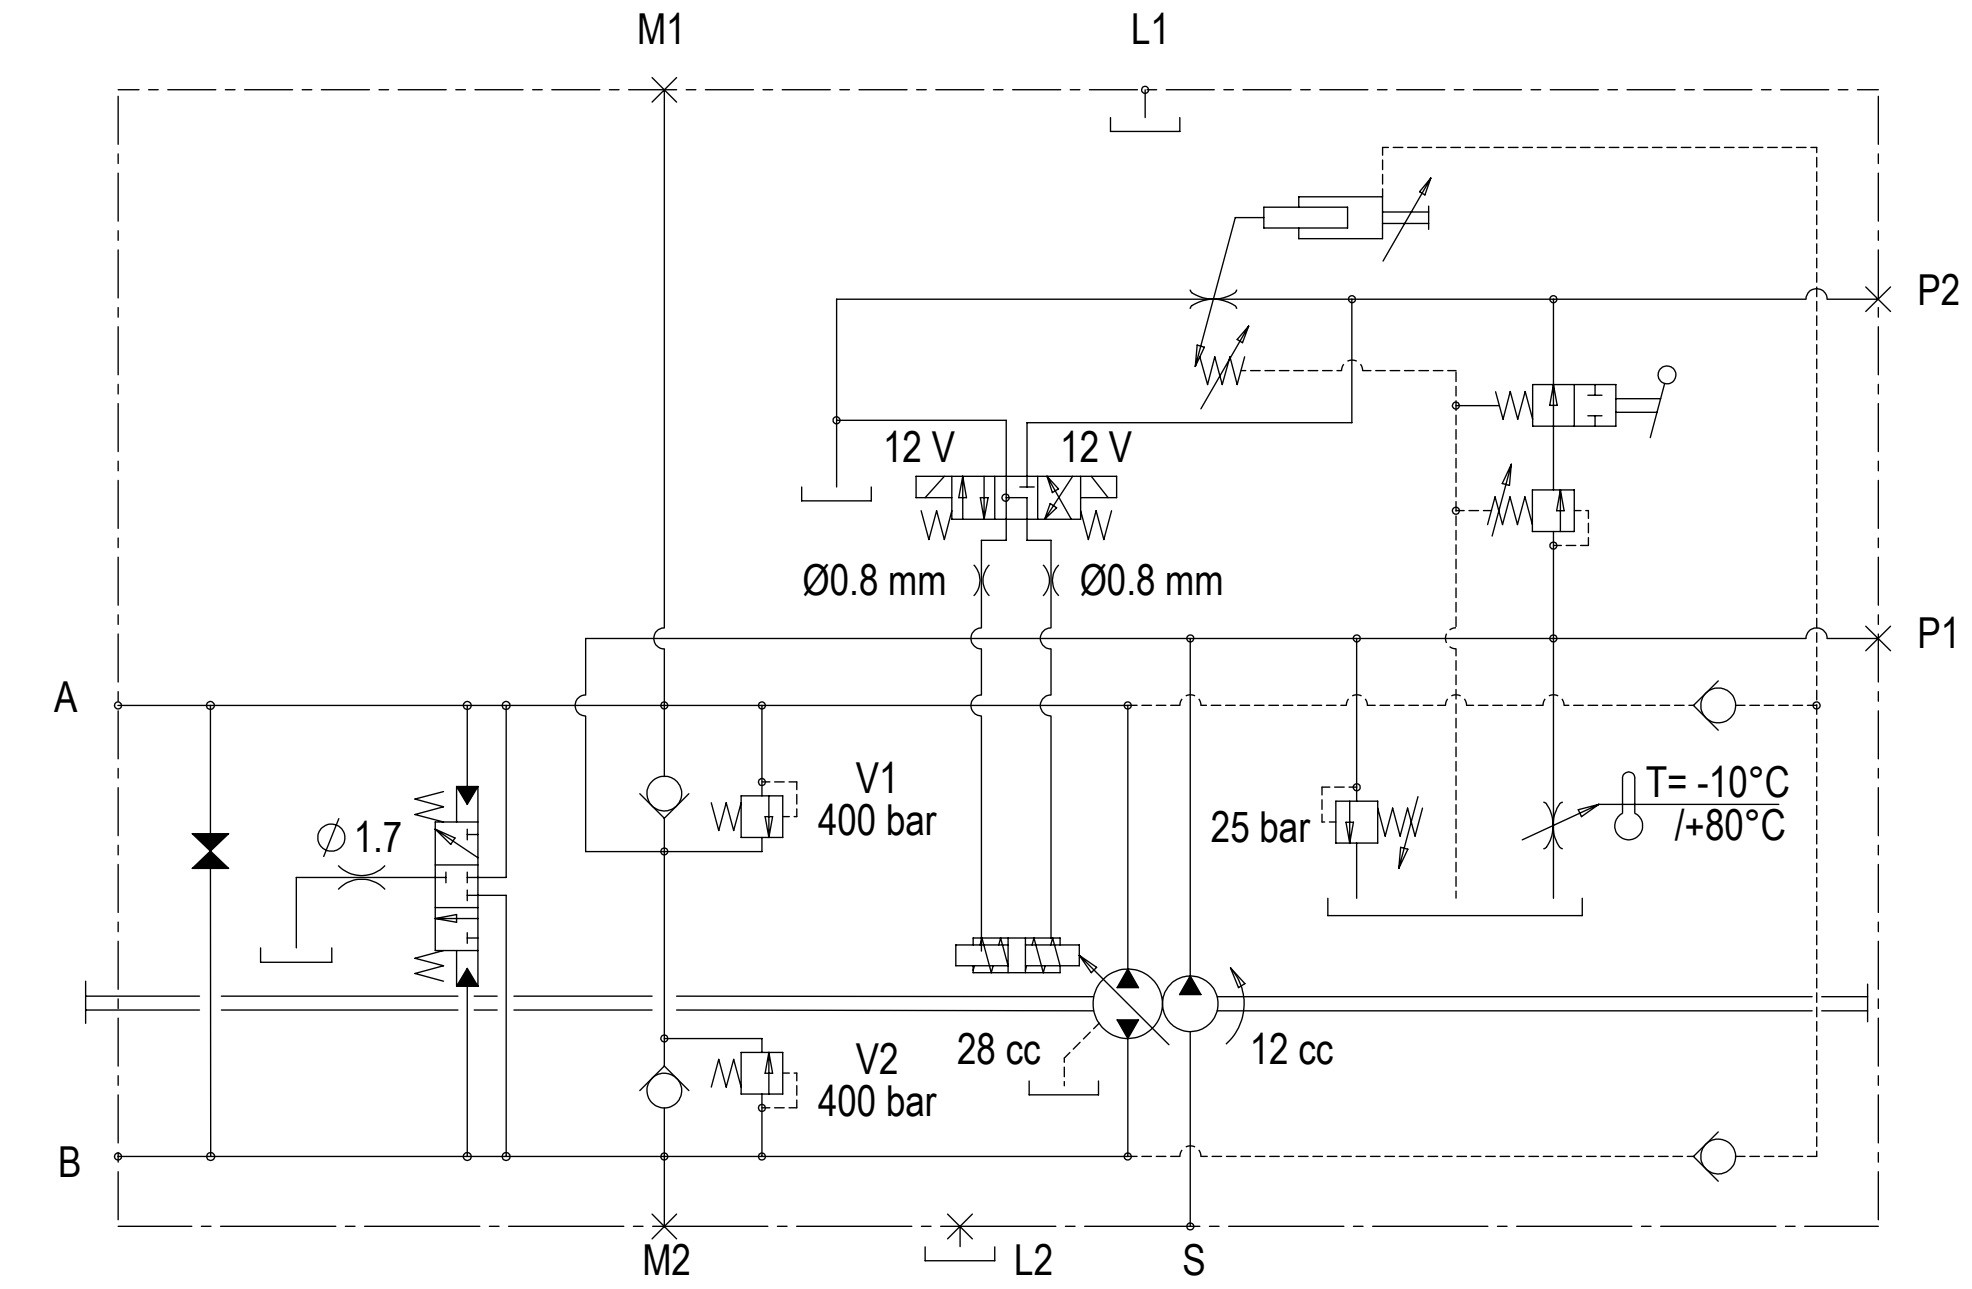 M1
L1
P2
12 V
12 V
Ø0.8 mm
Ø0.8 mm
P1
A
V1
400 bar
T= -10°C
/+80°C
25 bar
∅ 1.7
28 cc
12 cc
V2
400 bar
B
M2
L2
S